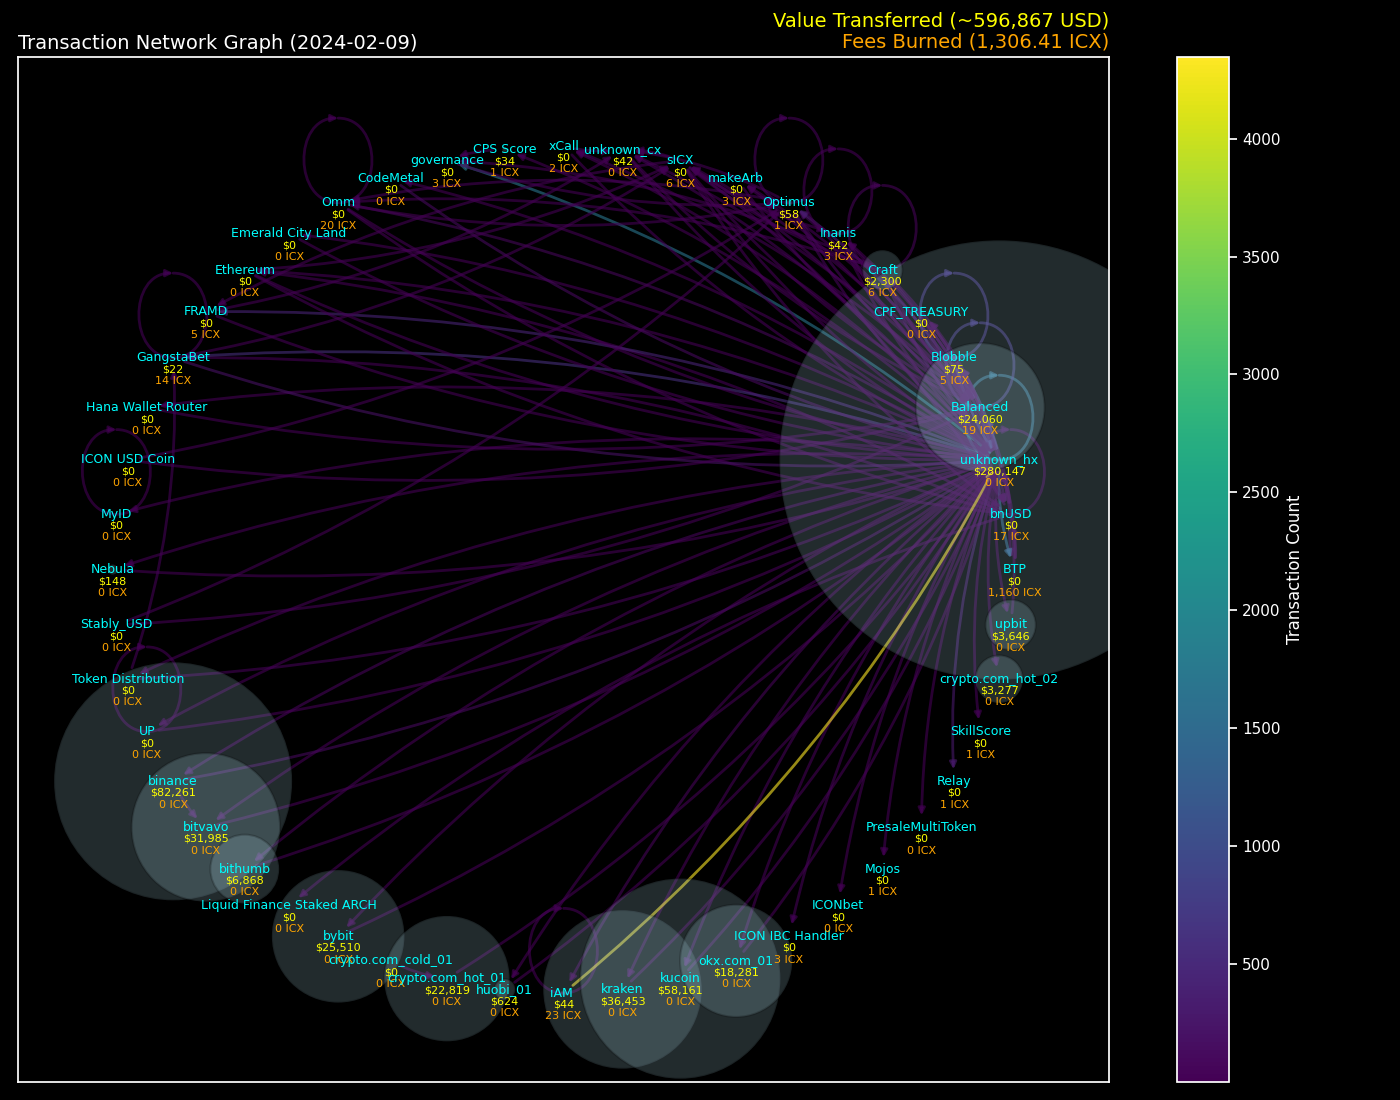 Value Transferred (~596,867 USD)
Transaction Network Graph (2024-02-09)
Fees Burned (1,306.41 ICX)
CPS Score
$34
1 ICX
xCall
$0
2 ICX
unknown_cx
$42
0 ICX
governance
$0
3 ICX
sICX
$0
6 ICX
CodeMetal
$0
0 ICX
makeArb
$0
3 ICX
Omm
$0
20 ICX
Optimus
$58
1 ICX
Emerald City Land
$0
0 ICX
Inanis
$42
3 ICX
Ethereum
$0
0 ICX
Craft
$2,300
6 ICX
FRAMD
$0
5 ICX
CPF_TREASURY
$0
0 ICX
GangstaBet
$22
14 ICX
Blobble
$75
5 ICX
Hana Wallet Router
$0
0 ICX
Balanced
$24,060
19 ICX
ICON USD Coin
$0
0 ICX
unknown_hx
$280,147
0 ICX
MyID
$0
0 ICX
bnUSD
$0
17 ICX
Nebula
$148
0 ICX
BTP
$0
1,160 ICX
Stably_USD
$0
0 ICX
upbit
$3,646
0 ICX
Token Distribution
$0
0 ICX
crypto.com_hot_02
$3,277
0 ICX
UP
$0
0 ICX
SkillScore
$0
1 ICX
binance
$82,261
0 ICX
Relay
$0
1 ICX
bitvavo
$31,985
0 ICX
PresaleMultiToken
$0
0 ICX
bithumb
$6,868
0 ICX
Mojos
$0
1 ICX
Liquid Finance Staked ARCH
$0
0 ICX
ICONbet
$0
0 ICX
bybit
$25,510
0 ICX
ICON IBC Handler
$0
3 ICX
crypto.com_cold_01
$0
0 ICX
okx.com_01
$18,281
0 ICX
crypto.com_hot_01
$22,819
0 ICX
kucoin
$58,161
0 ICX
huobi_01
$624
0 ICX
iAM
$44
23 ICX
kraken
$36,453
0 ICX
4000
3500
3000
2500
2000
1500
1000
500
Transaction Count